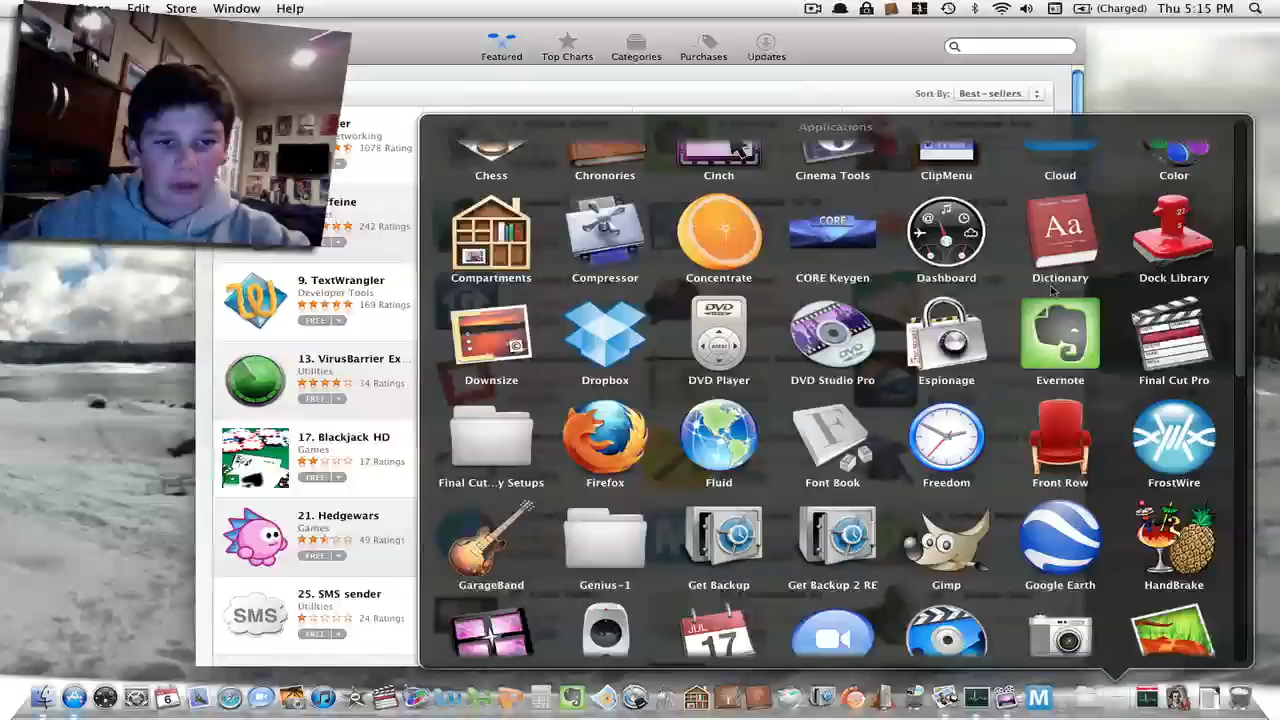 Store Edit Store Window Help
(Charged) Thu 5:15 PM
Featured Top Charts Categories Purchases Updates
Sort By: Best-sellers
1078 Rating
242 Ratings
9. TextWrangler
Developer Tools
169 Ratings
FREE
13. VirusBarrier Ex...
Utilities
34 Ratings
FREE
17. Blackjack HD
Games
17 Ratings
FREE
21. Hedgewars
Games
49 Ratings
FREE
25. SMS sender
Utilities
24 Ratings
FREE
SMS
Applications
Chess Chronories Cinch Cinema Tools ClipMenu Cloud Color
CORE
Aa
Compartments Compressor Concentrate CORE Keygen Dashboard Dictionary Dock Library
DVD
DVD
Downsize Dropbox DVD Player DVD Studio Pro Espionage Evernote Final Cut Pro
F
Final Cut...y Setups Firefox Fluid Font Book Freedom Front Row FrostWire
GarageBand Genius-1 Get Backup Get Backup 2 RE Gimp Google Earth HandBrake
JUL
17
M